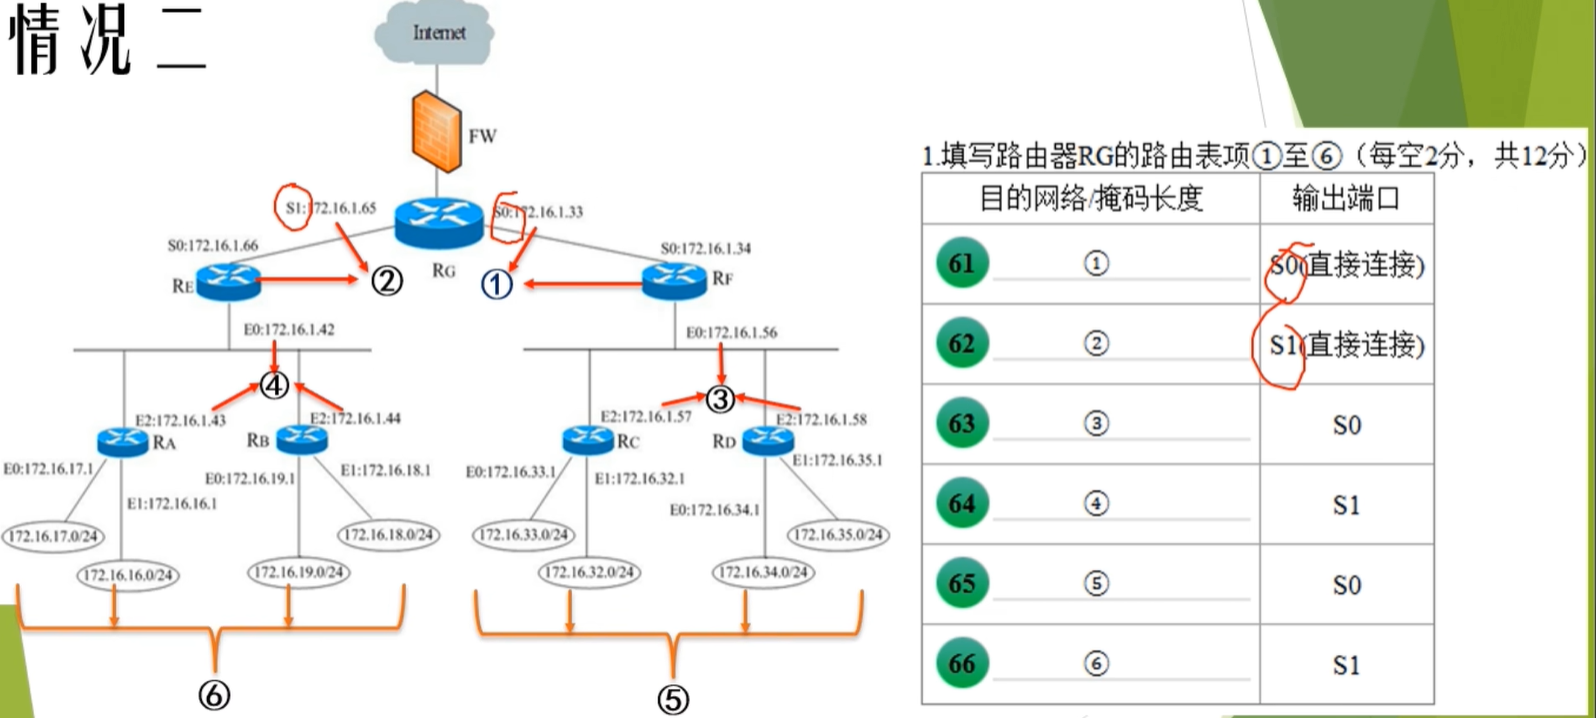 情况二
Internet
FW
S1:172.16.1.65
S0:172.16.1.33
S0:172.16.1.66
S0:172.16.1.34
RG
RE
②
①
RF
E0:172.16.1.42
E0:172.16.1.56
④
③
E2:172.16.1.43
E2:172.16.1.44
E2:172.16.1.57
E2:172.16.1.58
RA
RB
RC
RD
E0:172.16.17.1
E0:172.16.19.1
E1:172.16.18.1
E0:172.16.33.1
E1:172.16.32.1
E1:172.16.35.1
E1:172.16.16.1
E0:172.16.34.1
172.16.17.0/24
172.16.18.0/24
172.16.33.0/24
172.16.35.0/24
172.16.16.0/24
172.16.19.0/24
172.16.32.0/24
172.16.34.0/24
⑥
⑤
1.填写路由器RG的路由表项①至⑥（每空2分，共12分）
目的网络/掩码长度 输出端口
61 ① S0(直接连接)
62 ② S1(直接连接)
63 ③ S0
64 ④ S1
65 ⑤ S0
66 ⑥ S1